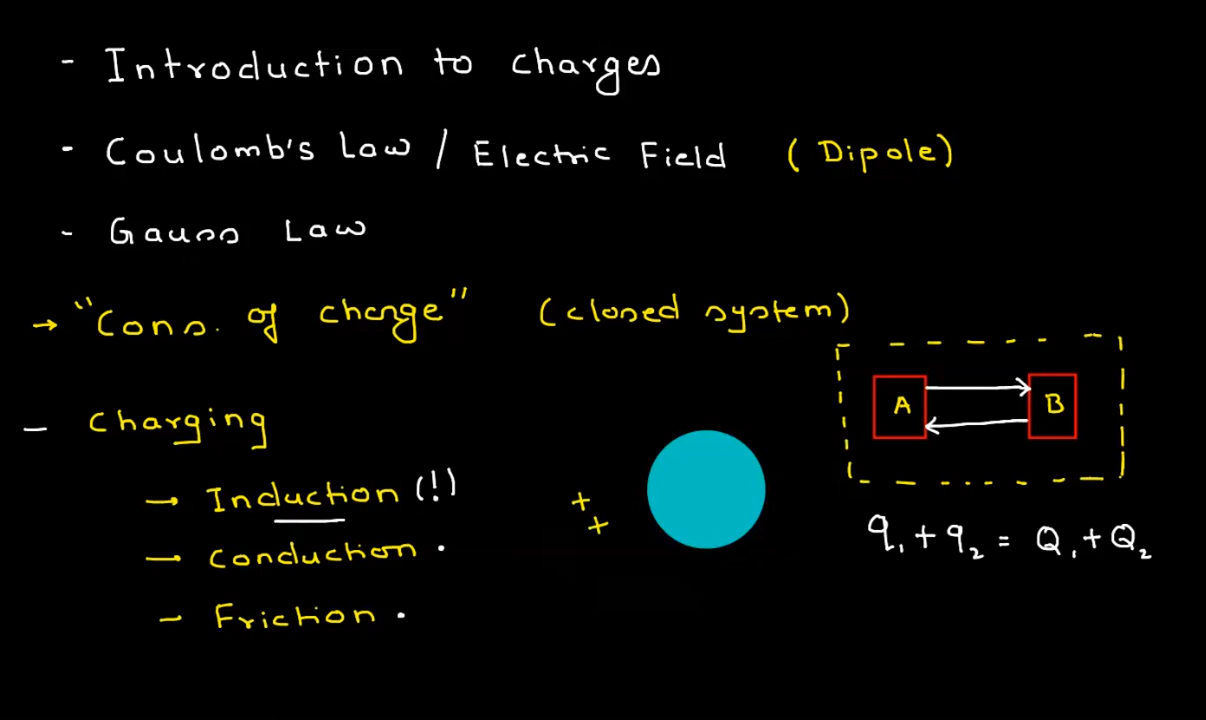 - Introduction to charges
- Coulomb's Law / Electric Field (Dipole)
- Gauss Law
→ "Cons. of charge" (closed system)
A B
- Charging
→ Induction (!)
+
+
q₁ + q₂ = Q₁ + Q₂
→ conduction .
- Friction .